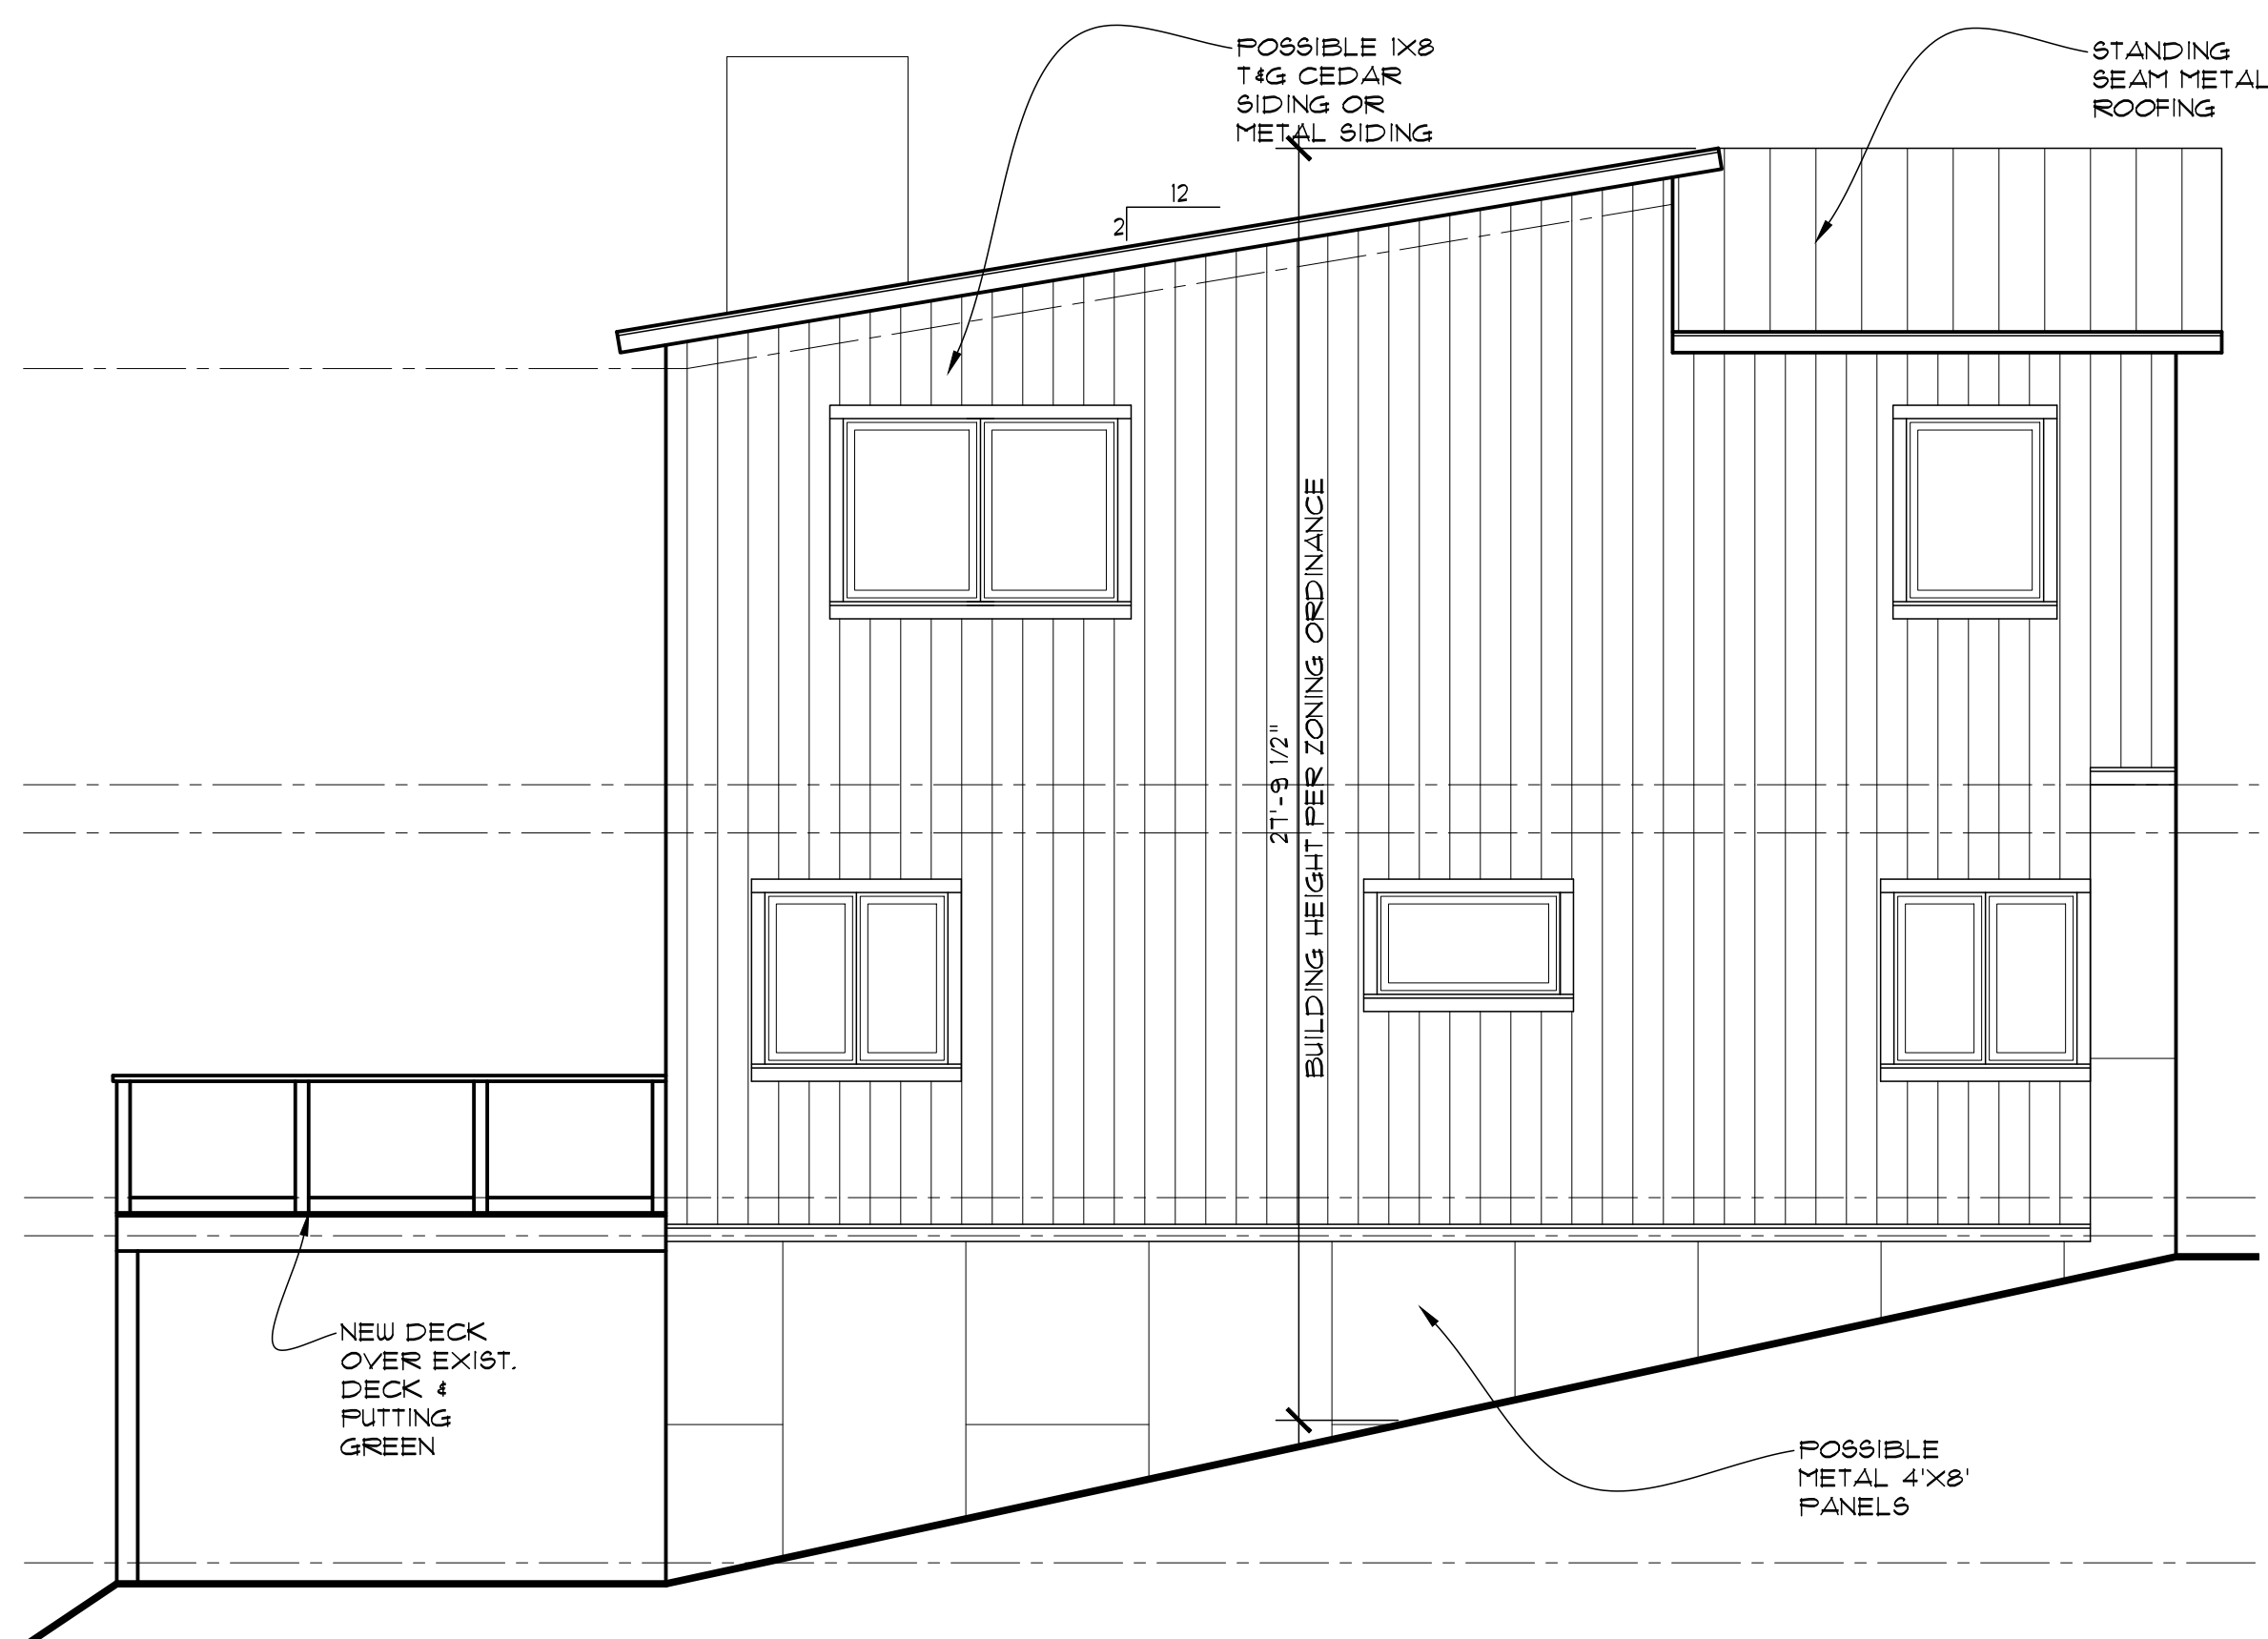 POSSIBLE 1X8
T&G CEDAR
SIDING OR
METAL SIDING
STANDING
SEAM METAL
ROOFING
12
2
27'-9 1/2"
BUILDING HEIGHT PER ZONING ORDINANCE
NEW DECK
OVER EXIST.
DECK &
PUTTING
GREEN
POSSIBLE
METAL 4'X8'
PANELS